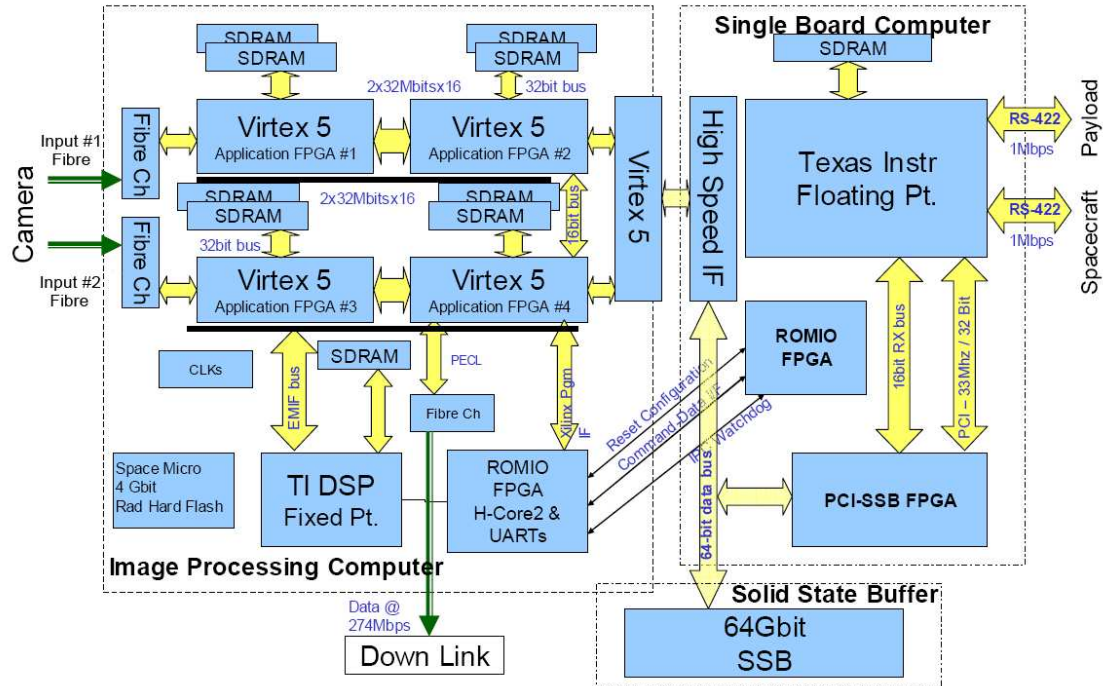 SDRAM
SDRAM
SDRAM
SDRAM
2x32Mbitsx16
32bit bus
Camera
Input #1
Fibre
Fibre Ch
Virtex 5
Application FPGA #1
Virtex 5
Application FPGA #2
SDRAM
SDRAM
2x32Mbitsx16
SDRAM
SDRAM
16bit bus
Virtex 5
Input #2
Fibre
Fibre Ch
32bit bus
Virtex 5
Application FPGA #3
Virtex 5
Application FPGA #4
CLKs
EMIF bus
SDRAM
PECL
Fibre Ch
Xilinx Pgm
IF
Space Micro
4 Gbit
Rad Hard Flash
TI DSP
Fixed Pt.
ROMIO
FPGA
H-Core2 &
UARTs
Image Processing Computer
Data @
274Mbps
Down Link
Single Board Computer
SDRAM
High Speed IF
Texas Instr
Floating Pt.
RS-422
1Mbps
Payload
RS-422
1Mbps
Spacecraft
ROMIO
FPGA
16bit RX bus
PCI – 33Mhz / 32 Bit
Reset Configuration
Command-Data I/F
Watchdog
64-bit data bus
PCI-SSB FPGA
Solid State Buffer
64Gbit
SSB